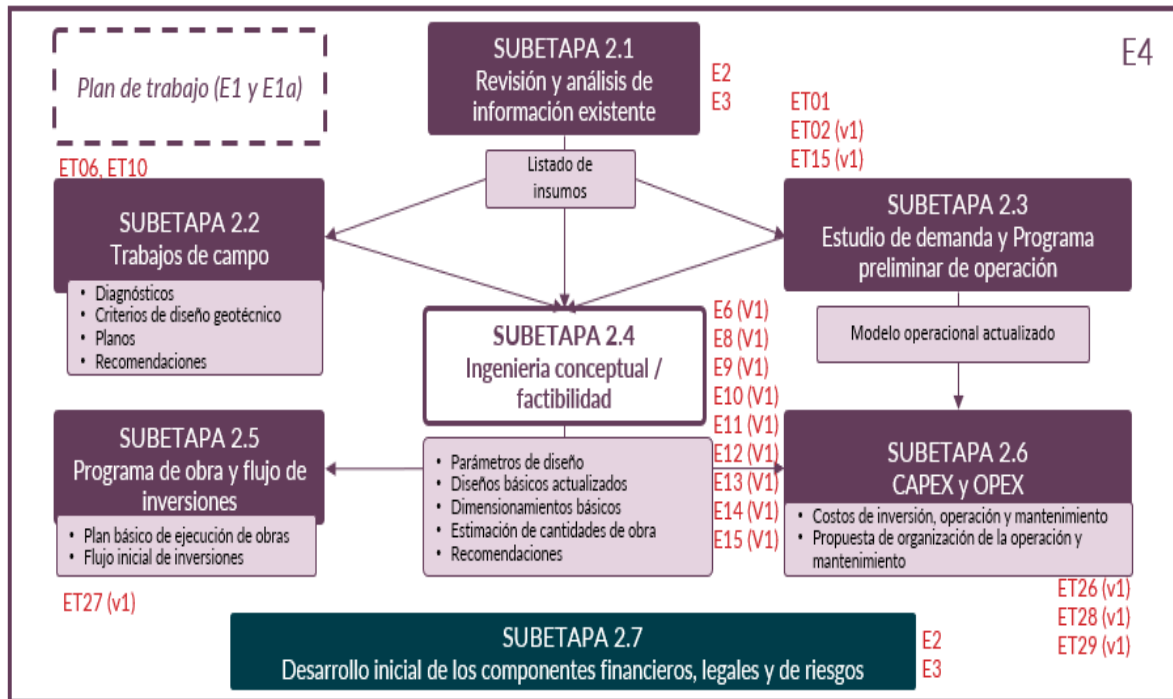 E4
Plan de trabajo (E1 y E1a)
SUBETAPA 2.1
Revisión y análisis de
información existente
E2
E3
Listado de
insumos
ET01
ET02 (v1)
ET15 (v1)
ET06, ET10
SUBETAPA 2.2
Trabajos de campo
• Diagnósticos
• Criterios de diseño geotécnico
• Planos
• Recomendaciones
SUBETAPA 2.3
Estudio de demanda y Programa
preliminar de operación
Modelo operacional actualizado
SUBETAPA 2.4
Ingenieria conceptual /
factibilidad
E6 (V1)
E8 (V1)
E9 (V1)
E10 (V1)
E11 (V1)
E12 (V1)
E13 (V1)
E14 (V1)
E15 (V1)
• Parámetros de diseño
• Diseños básicos actualizados
• Dimensionamientos básicos
• Estimación de cantidades de obra
• Recomendaciones
SUBETAPA 2.5
Programa de obra y flujo de
inversiones
• Plan básico de ejecución de obras
• Flujo inicial de inversiones
ET27 (v1)
SUBETAPA 2.6
CAPEX y OPEX
• Costos de inversión, operación y mantenimiento
• Propuesta de organización de la operación y
mantenimiento
ET26 (v1)
ET28 (v1)
ET29 (v1)
SUBETAPA 2.7
Desarrollo inicial de los componentes financieros, legales y de riesgos
E2
E3